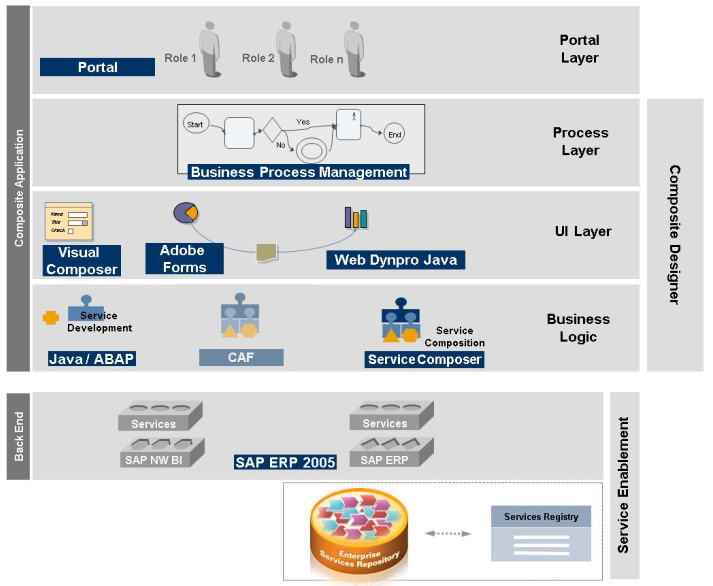 Composite Application
Portal
Role 1
Role 2
Role n
Portal
Layer
Start
Yes
No
End
Business Process Management
Process
Layer
Composite Designer
Name
Title
Check
Visual
Composer
Adobe
Forms
Web Dynpro Java
UI Layer
Service
Development
Java / ABAP
CAF
Service
Composition
Service Composer
Business
Logic
Back End
Services
SAP NW BI
SAP ERP 2005
Services
SAP ERP
Service Enablement
Enterprise
Services Repository
Services Registry